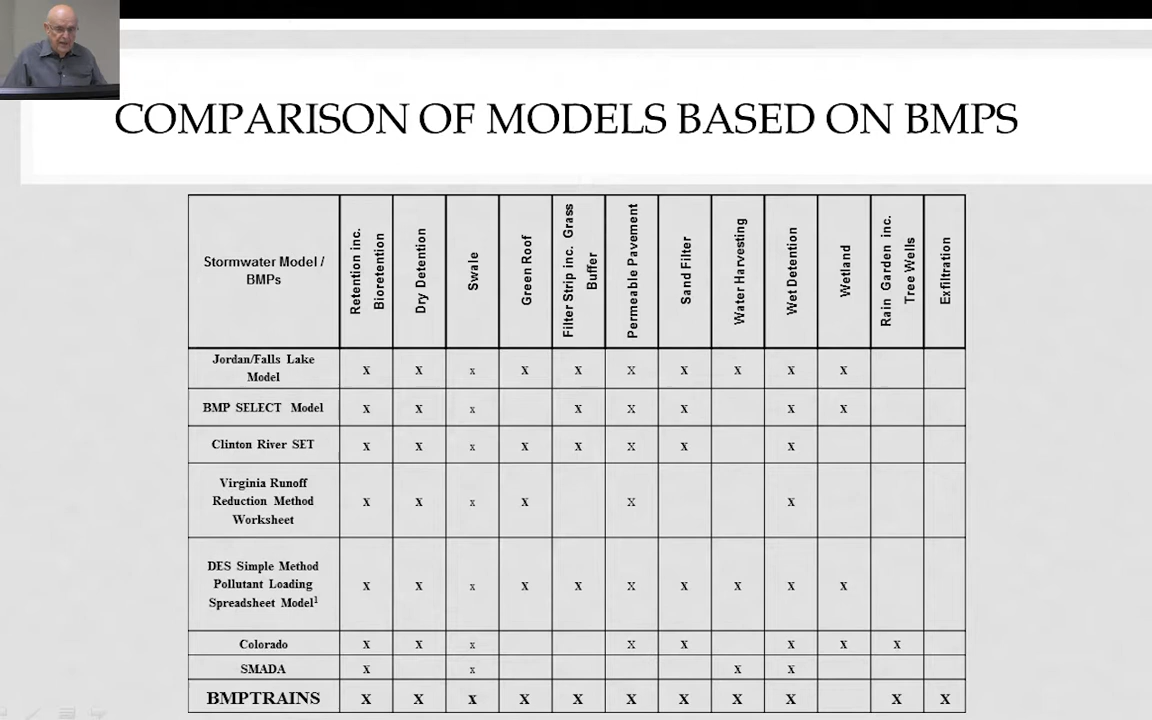 COMPARISON OF MODELS BASED ON BMPS
Stormwater Model /
BMPs
Retention inc.
Bioretention
Dry Detention
Swale
Green Roof
Filter Strip inc. Grass
Buffer
Permeable Pavement
Sand Filter
Water Harvesting
Wet Detention
Wetland
Rain Garden inc.
Tree Wells
Exfiltration
Jordan/Falls Lake
Model
x x x x x x x x x x
BMP SELECT Model
x x x x x x x x
Clinton River SET
x x x x x x x x
Virginia Runoff
Reduction Method
Worksheet
x x x x x x
DES Simple Method
Pollutant Loading
Spreadsheet Model1
x x x x x x x x x x
Colorado
x x x x x x x x
SMADA
x x x x
BMPTRAINS
x x x x x x x x x x x